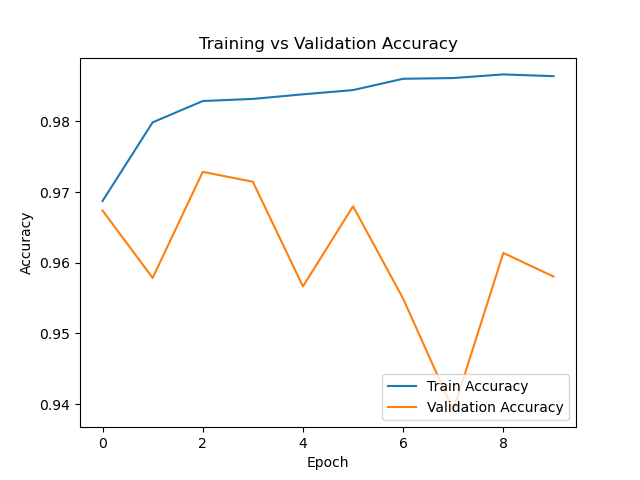 Training vs Validation Accuracy
Accuracy
0.98
0.97
0.96
0.95
0.94
Train Accuracy
Validation Accuracy
0 2 4 6 8
Epoch